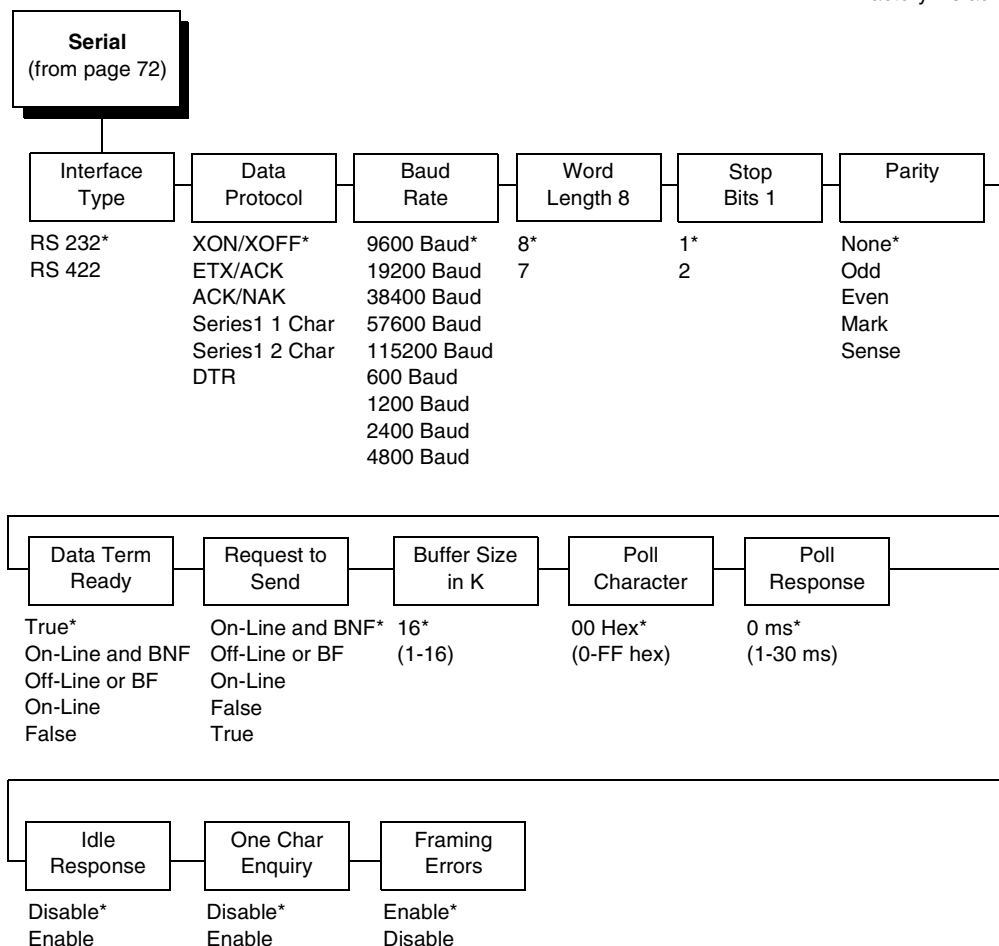 Serial
(from page 72)
Interface
Type
RS 232*
RS 422
Data
Protocol
XON/XOFF*
ETX/ACK
ACK/NAK
Series1 1 Char
Series1 2 Char
DTR
Baud
Rate
9600 Baud*
19200 Baud
38400 Baud
57600 Baud
115200 Baud
600 Baud
1200 Baud
2400 Baud
4800 Baud
Word
Length 8
8*
7
Stop
Bits 1
1*
2
Parity
None*
Odd
Even
Mark
Sense
Data Term
Ready
True*
On-Line and BNF
Off-Line or BF
On-Line
False
Request to
Send
On-Line and BNF*
Off-Line or BF
On-Line
False
True
Buffer Size
in K
16*
(1-16)
Poll
Character
00 Hex*
(0-FF hex)
Poll
Response
0 ms*
(1-30 ms)
Idle
Response
Disable*
Enable
One Char
Enquiry
Disable*
Enable
Framing
Errors
Enable*
Disable